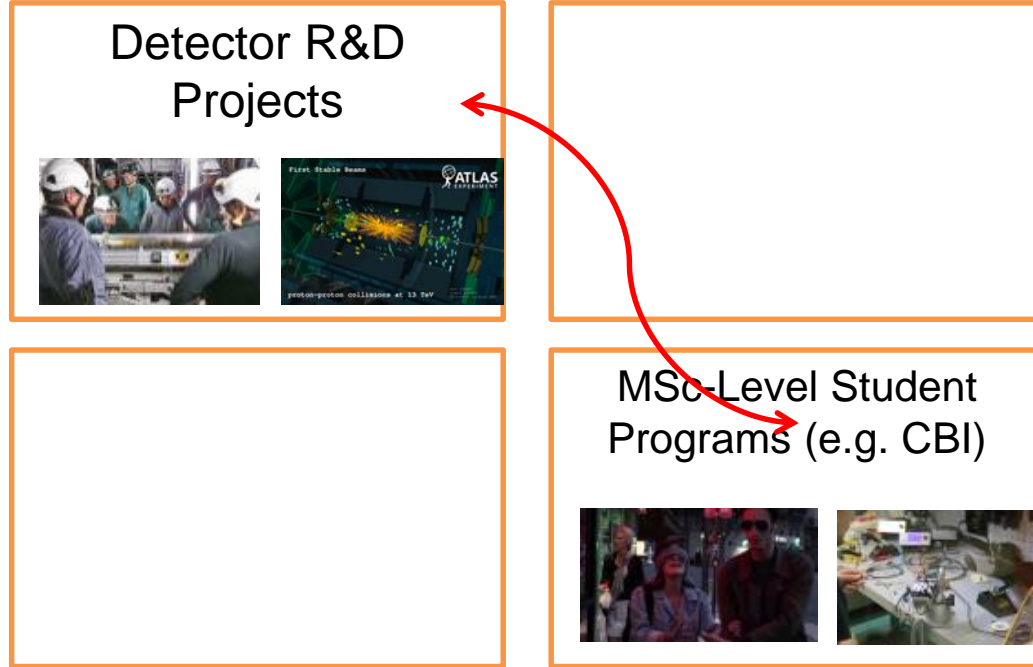 Detector R&D
Projects
First Stable Beams
ATLAS
EXPERIMENT
proton-proton collisions at 13 TeV
MSc-Level Student
Programs (e.g. CBI)